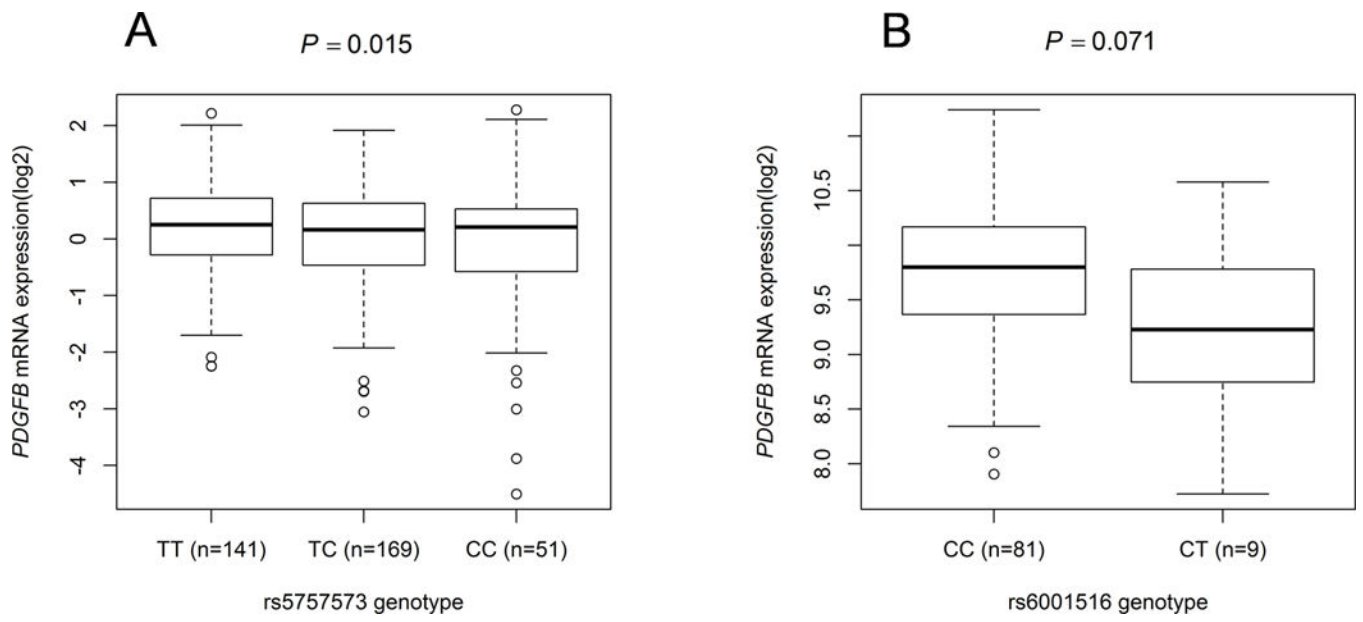 A
P = 0.015
PDGFB mRNA expression(log2)
2
1
0
-1
-2
-3
-4
TT (n=141) TC (n=169) CC (n=51)
rs5757573 genotype
B
P = 0.071
PDGFB mRNA expression(log2)
10.5
9.5
9.0
8.5
8.0
CC (n=81) CT (n=9)
rs6001516 genotype